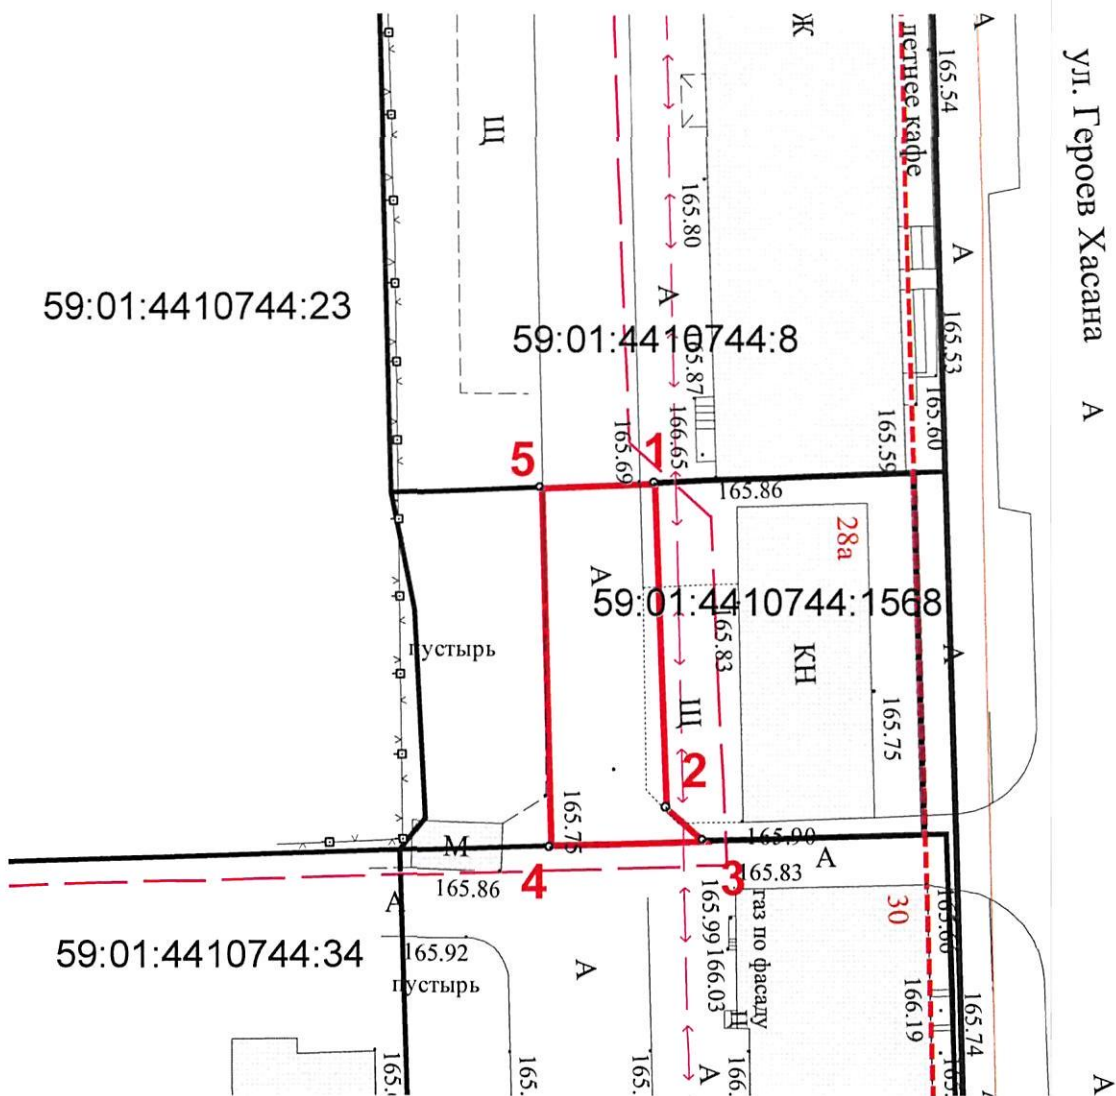 ул. Героев Хасана
А
А
Ж
летнее кафе
165.54
Щ
165.80
А
А
59:01:4410744:23
59:01:4410744:8
165.53
165.87
165.60
166.65
165.69
165.59
1
5
165.86
28а
А
59:01:4410744:1568
165.83
пустырь
КН
А
Щ
165.75
2
165.75
165.90
М
А
4
3
165.83
165.86
А
30
газ по фасаду
165.99
59:01:4410744:34
165.92
А
166.03
166.19
165.74
пустырь
Ц
А
А